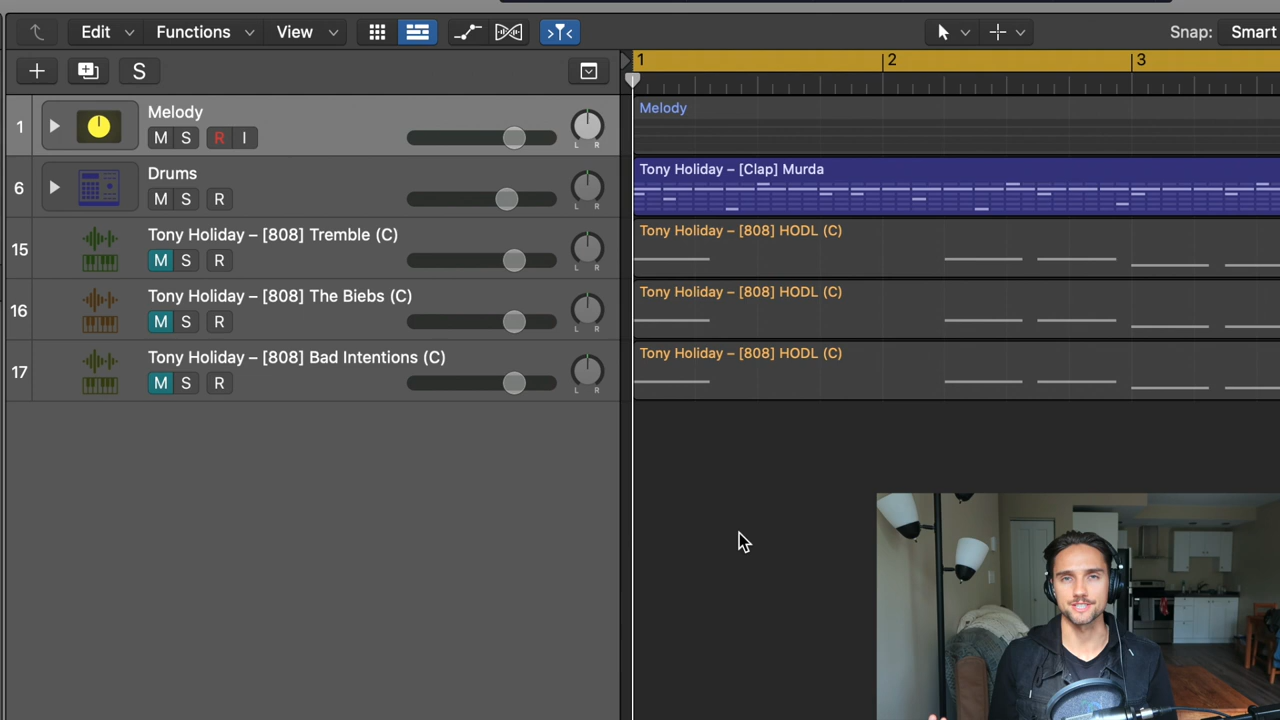 Edit Functions View Snap: Smart
S 1 2 3
1 Melody Melody
M S R I L R
6 Drums Tony Holiday – [Clap] Murda
M S R L R
15 Tony Holiday – [808] Tremble (C) Tony Holiday – [808] HODL (C)
M S R L R
16 Tony Holiday – [808] The Biebs (C) Tony Holiday – [808] HODL (C)
M S R L R
17 Tony Holiday – [808] Bad Intentions (C) Tony Holiday – [808] HODL (C)
M S R L R